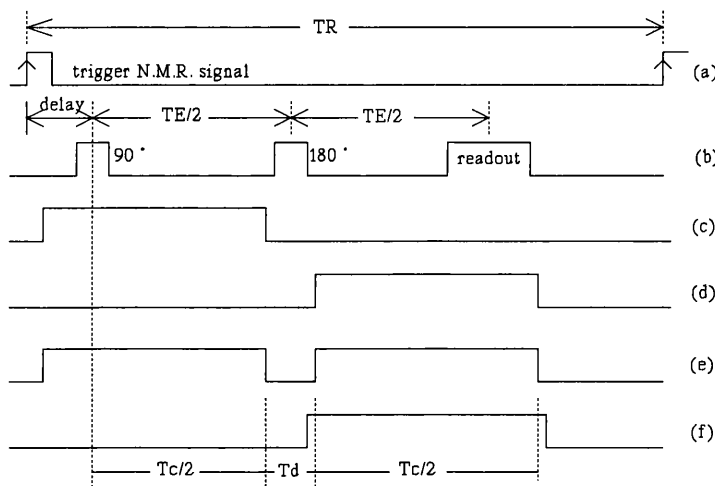 TR
trigger N.M.R. signal
(a)
delay
TE/2
TE/2
90°
180°
readout
(b)
(c)
(d)
(e)
(f)
Tc/2
Td
Tc/2